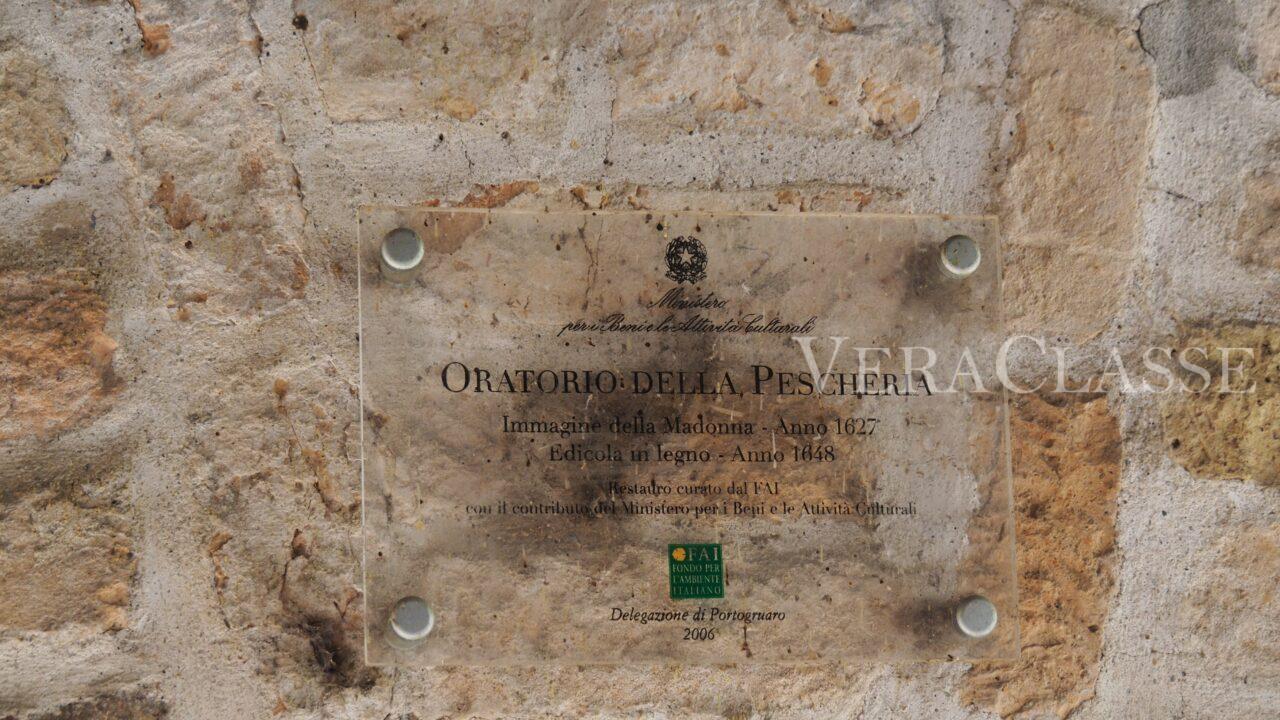 Ministero
per i Beni e le Attività Culturali
ORATORIO DELLA PESCHERIA
VERACLASSE
Immagine della Madonna - Anno 1627
Edicola in legno - Anno 1648
Restauro curato dal FAI
con il contributo del Ministero per i Beni e le Attività Culturali
FAI
FONDO PER
L'AMBIENTE
ITALIANO
Delegazione di Portogruaro
2006